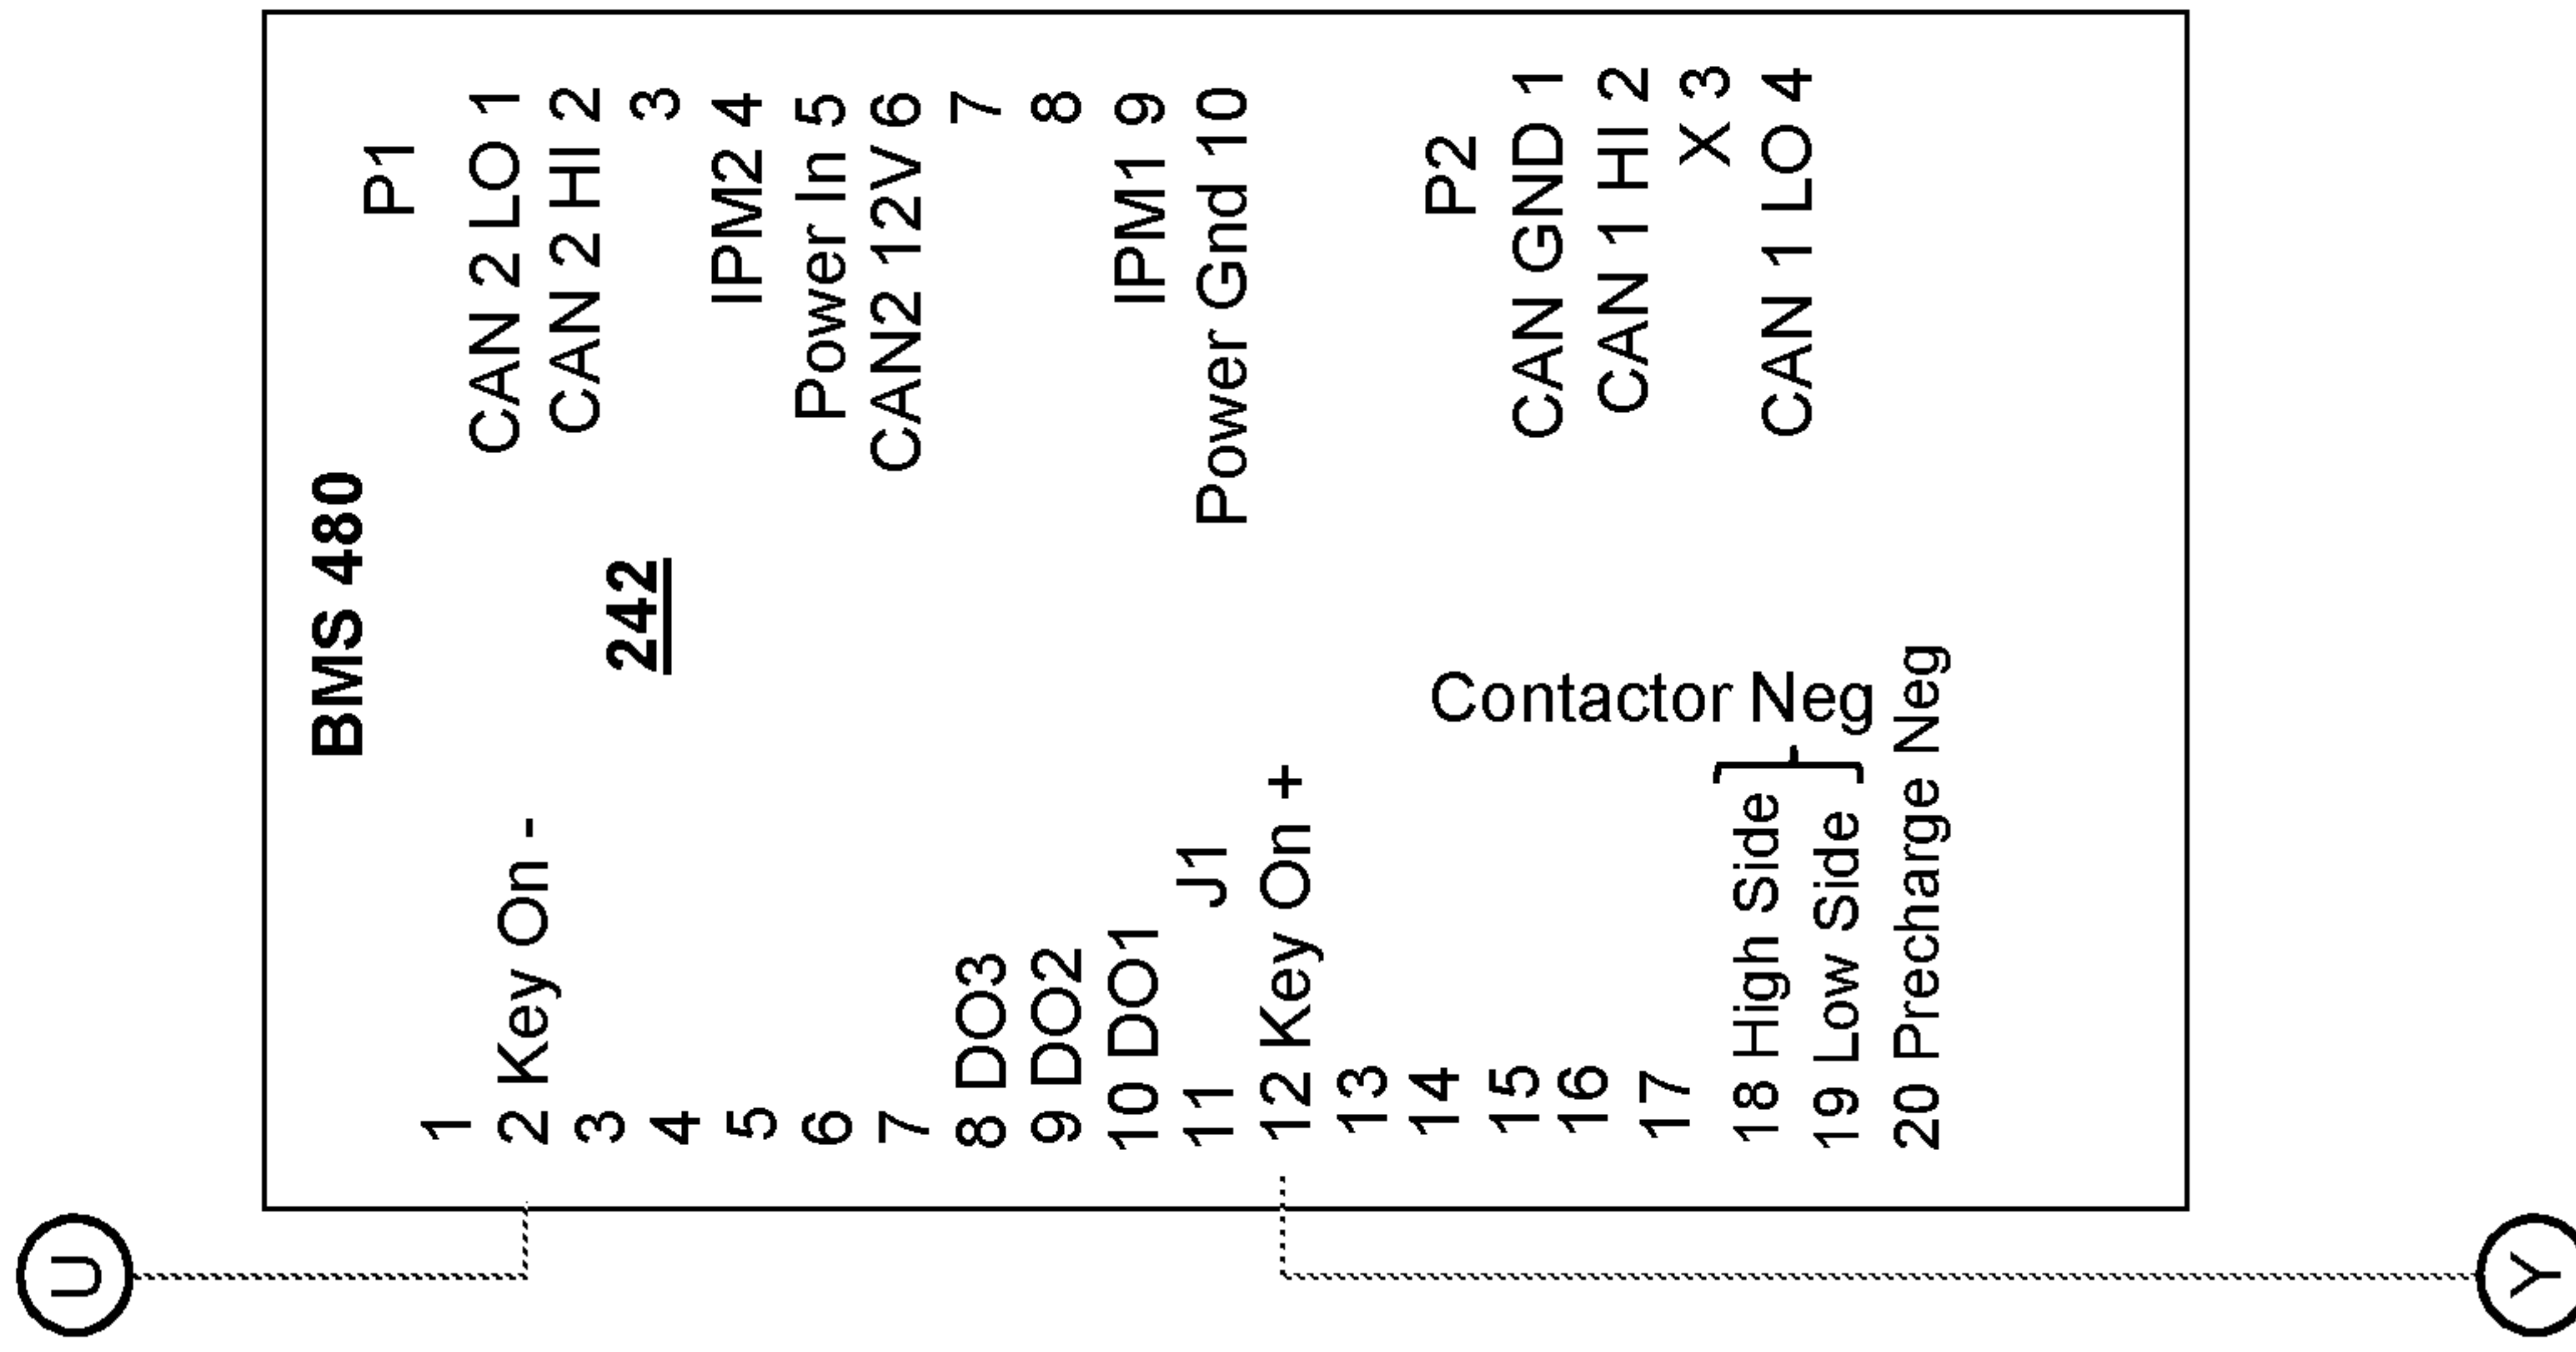 U
BMS 480
242
P1
CAN 2 LO 1
CAN 2 HI 2
3
IPM2 4
Power In 5
CAN2 12V 6
7
8
IPM1 9
Power Gnd 10
P2
CAN GND 1
CAN 1 HI 2
X 3
CAN 1 LO 4
1
2 Key On -
3
4
5
6
7
8 DO3
9 DO2
10 DO1
11
J1
12 Key On +
13
14
15
16
17
18 High Side
19 Low Side
Contactor Neg
20 Precharge Neg
Y